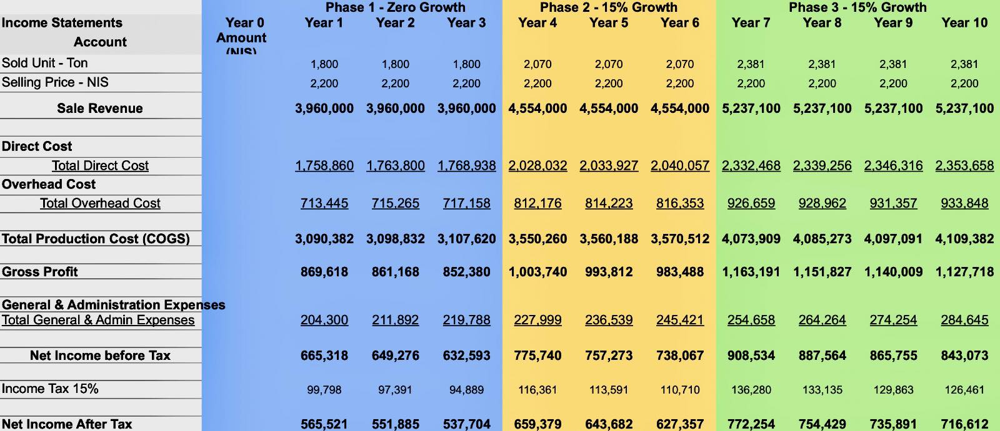 Phase 1 - Zero Growth Phase 2 - 15% Growth Phase 3 - 15% Growth
Income Statements Year 0 Year 1 Year 2 Year 3 Year 4 Year 5 Year 6 Year 7 Year 8 Year 9 Year 10
Account Amount (NIS)
Sold Unit - Ton 1,800 1,800 1,800 2,070 2,070 2,070 2,381 2,381 2,381 2,381
Selling Price - NIS 2,200 2,200 2,200 2,200 2,200 2,200 2,200 2,200 2,200 2,200
Sale Revenue 3,960,000 3,960,000 3,960,000 4,554,000 4,554,000 4,554,000 5,237,100 5,237,100 5,237,100 5,237,100
Direct Cost
Total Direct Cost 1,758,860 1,763,800 1,768,938 2,028,032 2,033,927 2,040,057 2,332,468 2,339,256 2,346,316 2,353,658
Overhead Cost
Total Overhead Cost 713,445 715,265 717,158 812,176 814,223 816,353 926,659 928,962 931,357 933,848
Total Production Cost (COGS) 3,090,382 3,098,832 3,107,620 3,550,260 3,560,188 3,570,512 4,073,909 4,085,273 4,097,091 4,109,382
Gross Profit 869,618 861,168 852,380 1,003,740 993,812 983,488 1,163,191 1,151,827 1,140,009 1,127,718
General & Administration Expenses
Total General & Admin Expenses 204,300 211,892 219,788 227,999 236,539 245,421 254,658 264,264 274,254 284,645
Net Income before Tax 665,318 649,276 632,593 775,740 757,273 738,067 908,534 887,564 865,755 843,073
Income Tax 15% 99,798 97,391 94,889 116,361 113,591 110,710 136,280 133,135 129,863 126,461
Net Income After Tax 565,521 551,885 537,704 659,379 643,682 627,357 772,254 754,429 735,891 716,612